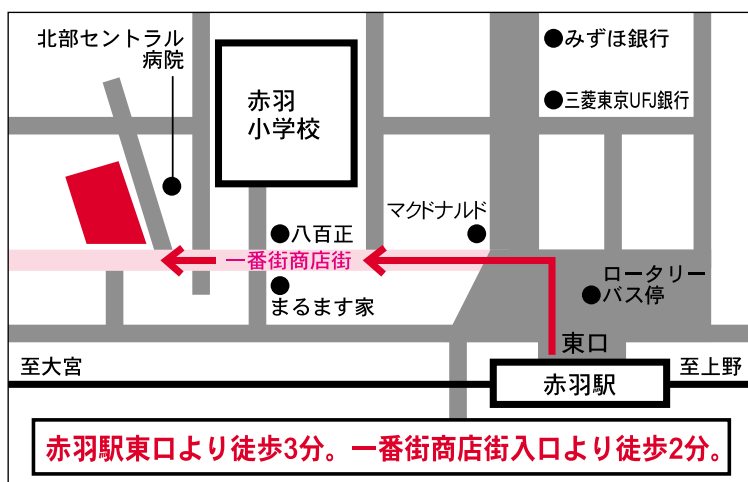 北部セントラル
病院
赤羽
小学校
みずほ銀行
三菱東京UFJ銀行
マクドナルド
八百正
一番街商店街
まるます家
ロータリー
バス停
東口
至大宮
赤羽駅
至上野
赤羽駅東口より徒歩3分。一番街商店街入口より徒歩2分。